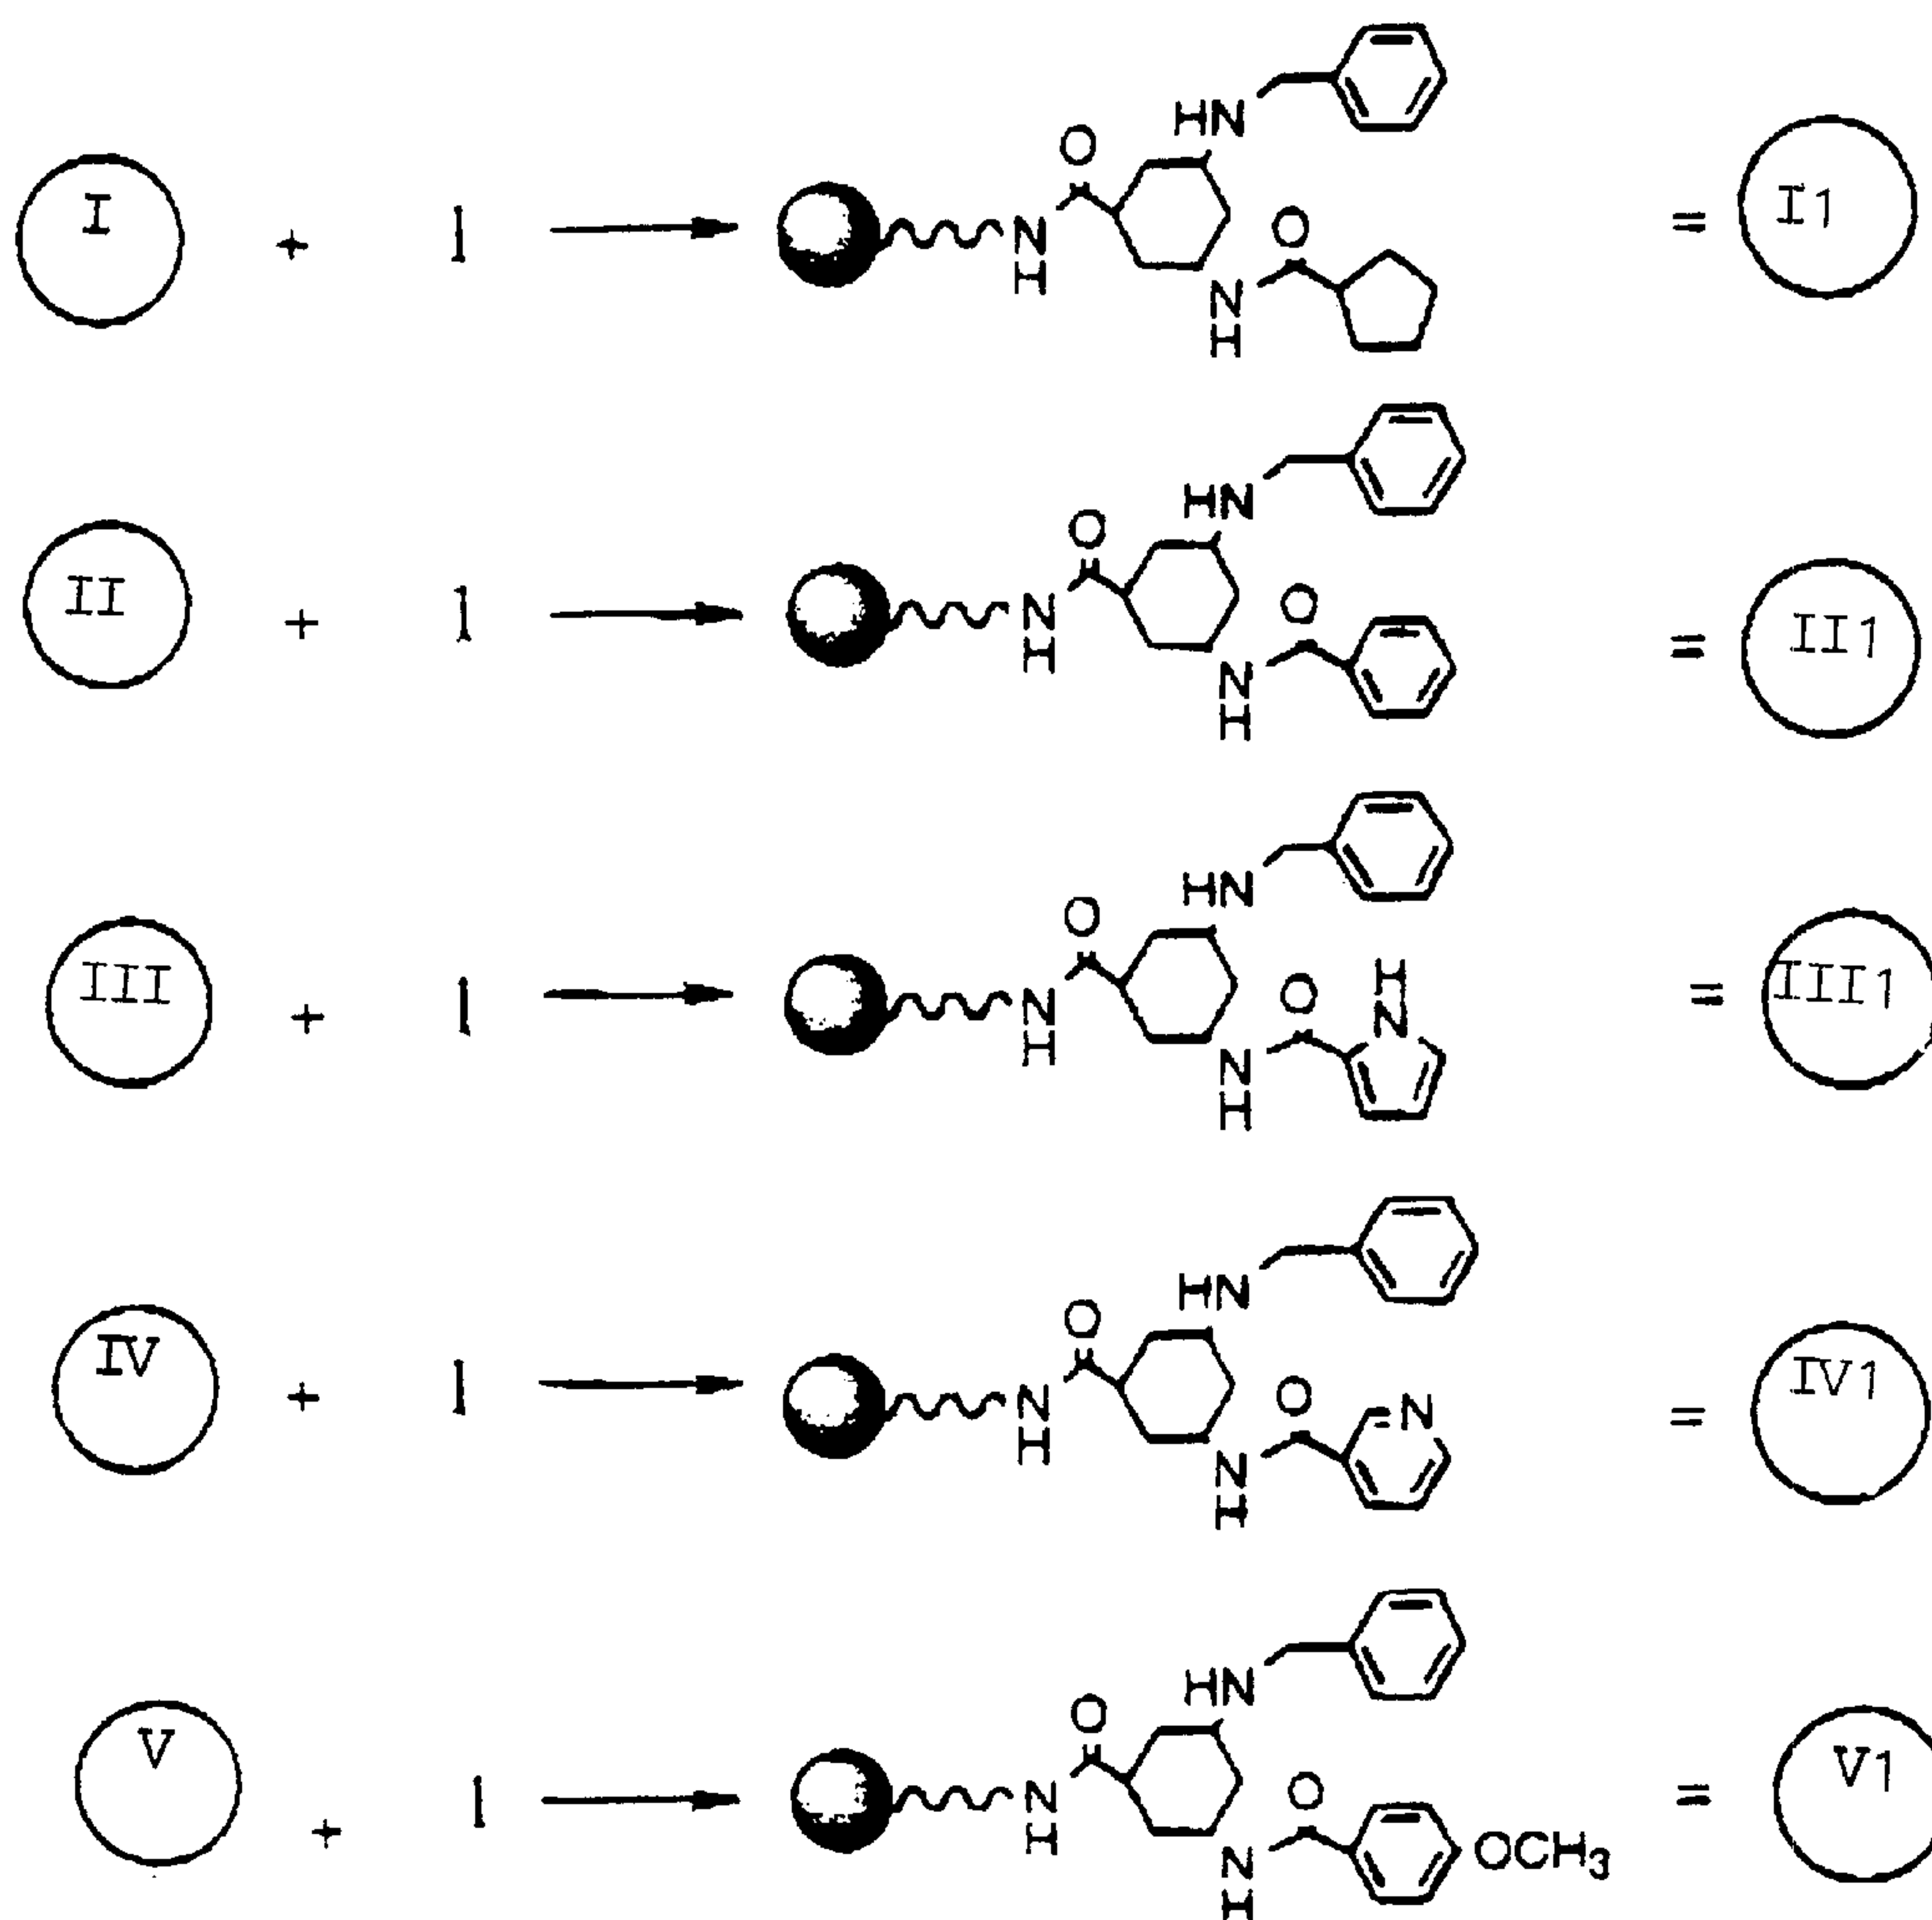 I + 1 HN O N H O N H = I1
II + 1 HN O N H O N H = II1
III + 1 HN O N H O H N N H = III1
IV + 1 HN O N H O N N H = IV1
V + 1 HN O N H O N H OCH3 = V1